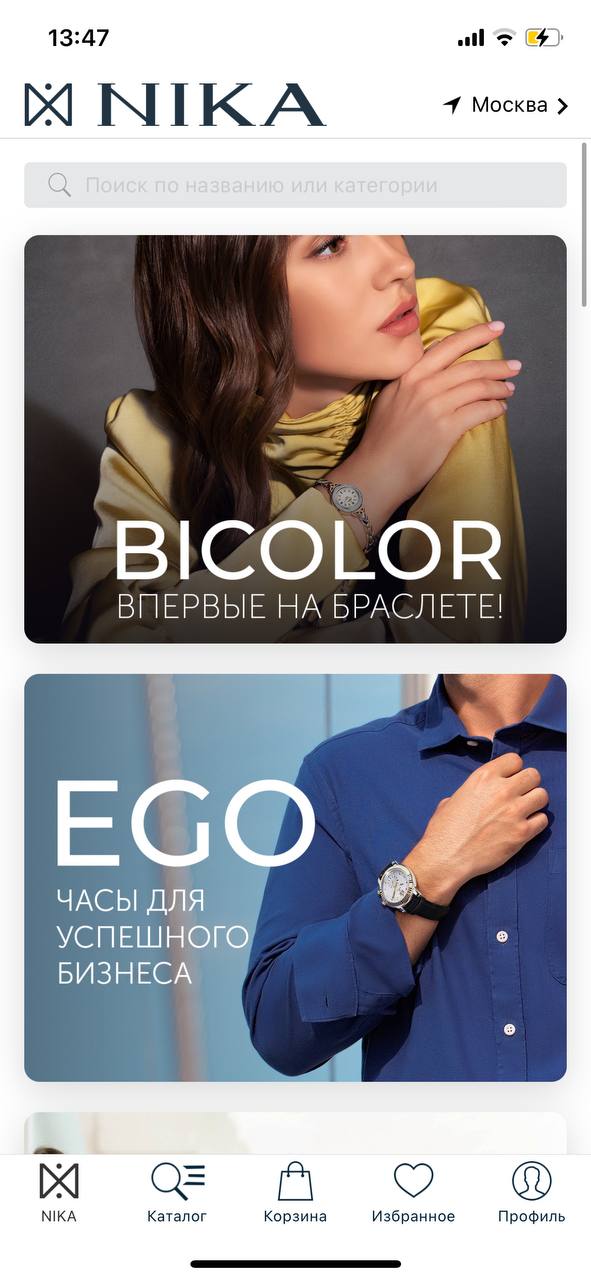 13:47
NIKA
Москва
Поиск по названию или категории
BICOLOR
ВПЕРВЫЕ НА БРАСЛЕТЕ!
EGO
ЧАСЫ ДЛЯ
УСПЕШНОГО
БИЗНЕСА
NIKA
Каталог
Корзина
Избранное
Профиль